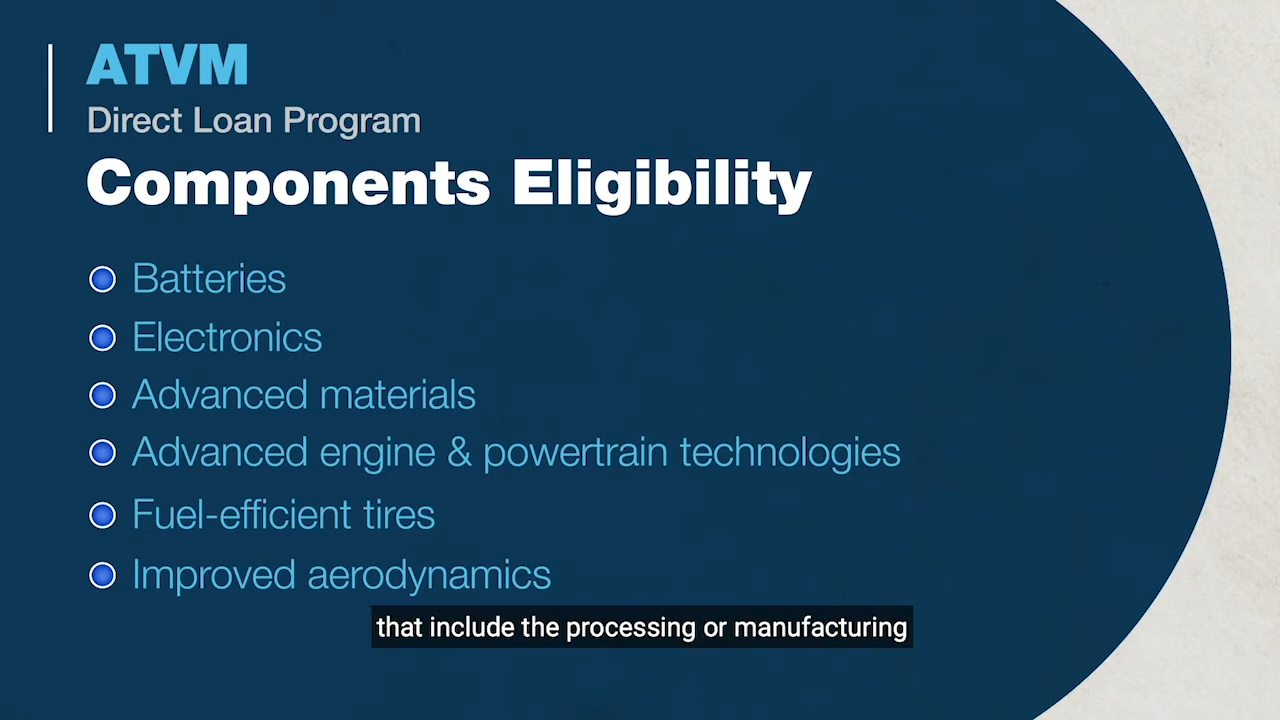 ATVM
Direct Loan Program
Components Eligibility
Batteries
Electronics
Advanced materials
Advanced engine & powertrain technologies
Fuel-efficient tires
Improved aerodynamics
that include the processing or manufacturing